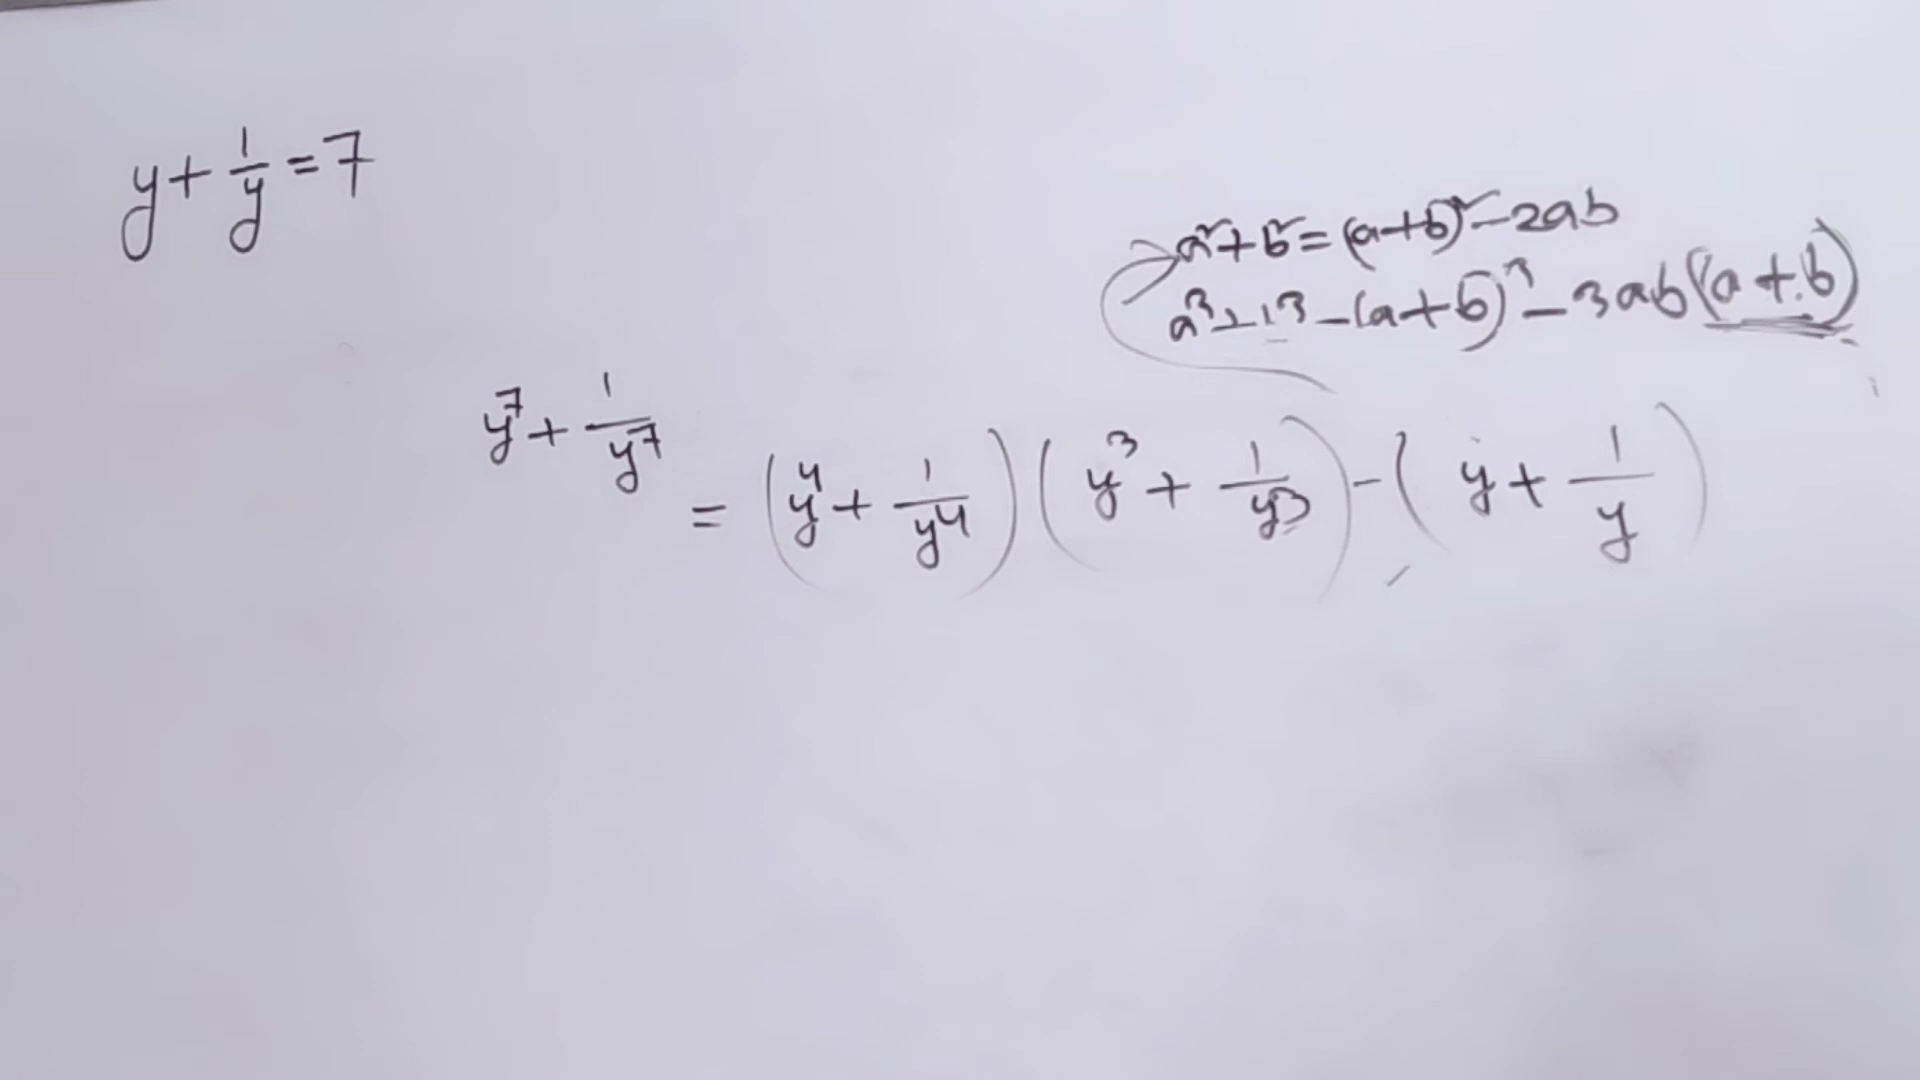 y + 1/y = 7
a² + b² = (a+b)² - 2ab
a³ + b³ = (a+b)³ - 3ab(a+b)
y⁷ + 1/y⁷
= (y⁴ + 1/y⁴)(y³ + 1/y³) - (y + 1/y)